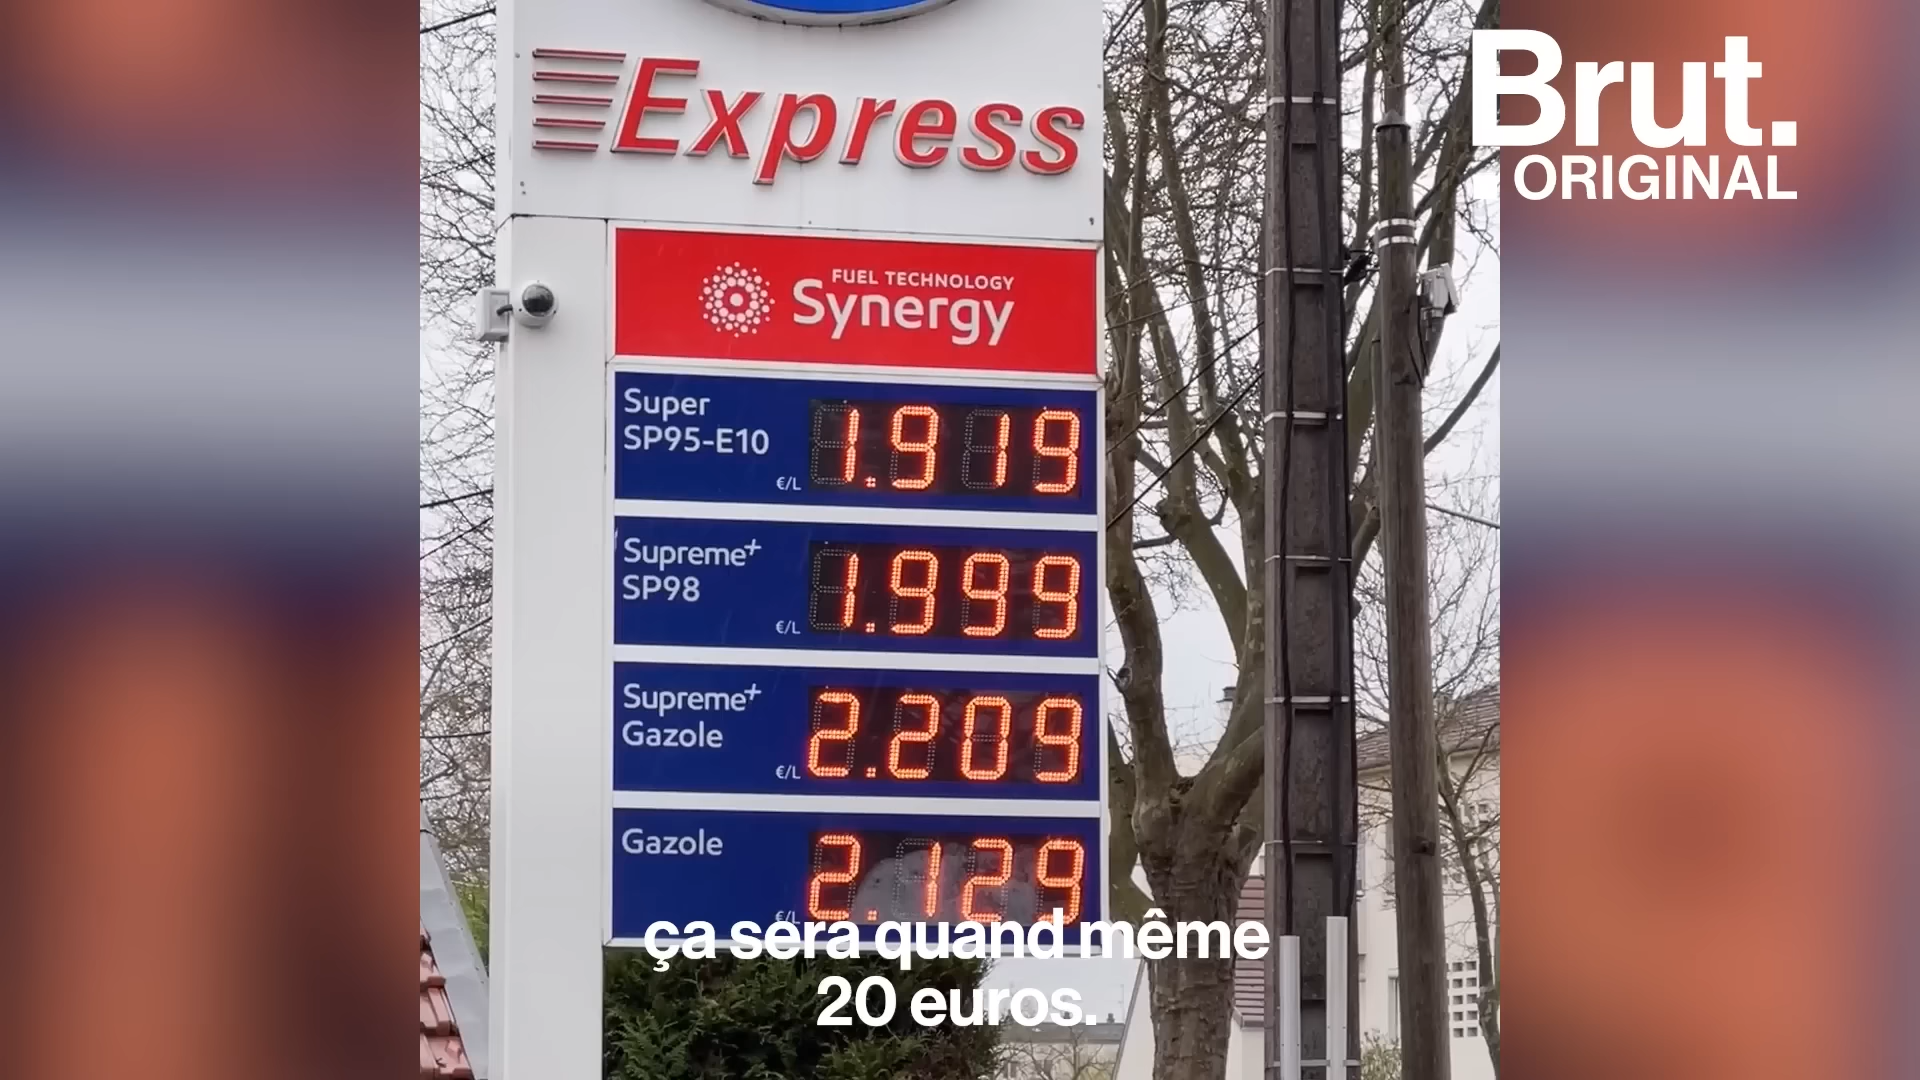 Express
Brut.
ORIGINAL
FUEL TECHNOLOGY
Synergy
Super
SP95-E10
€/L
1.919
Supreme+
SP98
€/L
1.999
Supreme+
Gazole
€/L
2.209
Gazole
€/L
2.129
ça sera quand même
20 euros.